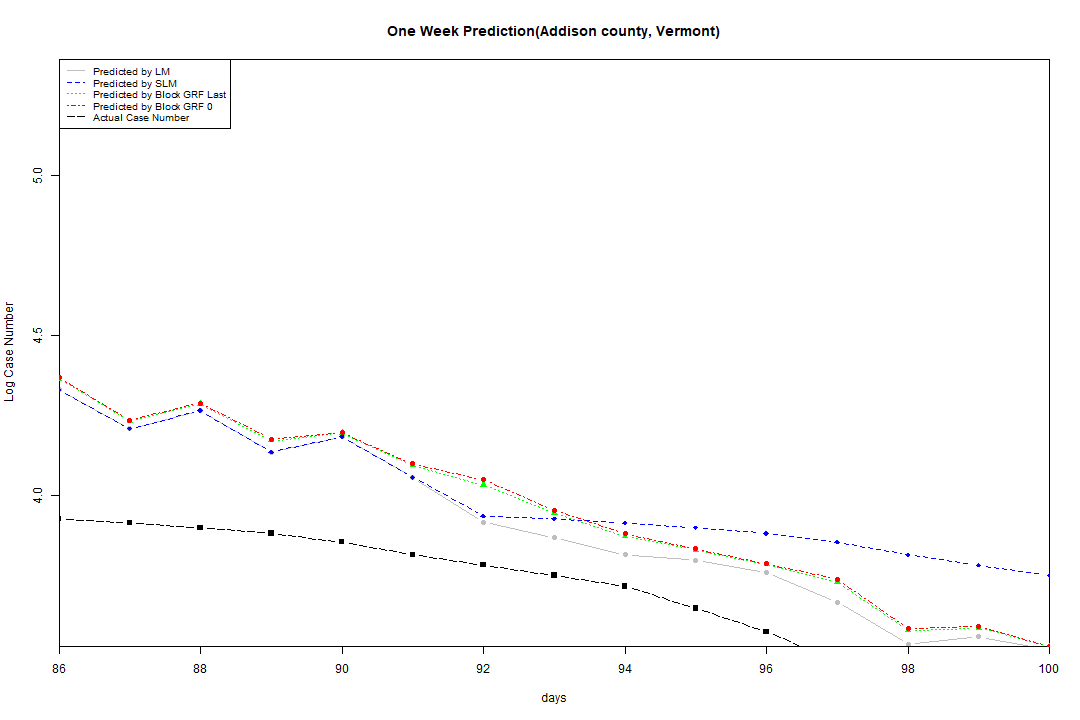 One Week Prediction(Addison county, Vermont)
Predicted by LM
Predicted by SLM
Predicted by Block GRF Last
Predicted by Block GRF 0
Actual Case Number
5.0
4.5
4.0
Log Case Number
86 88 90 92 94 96 98 100
days